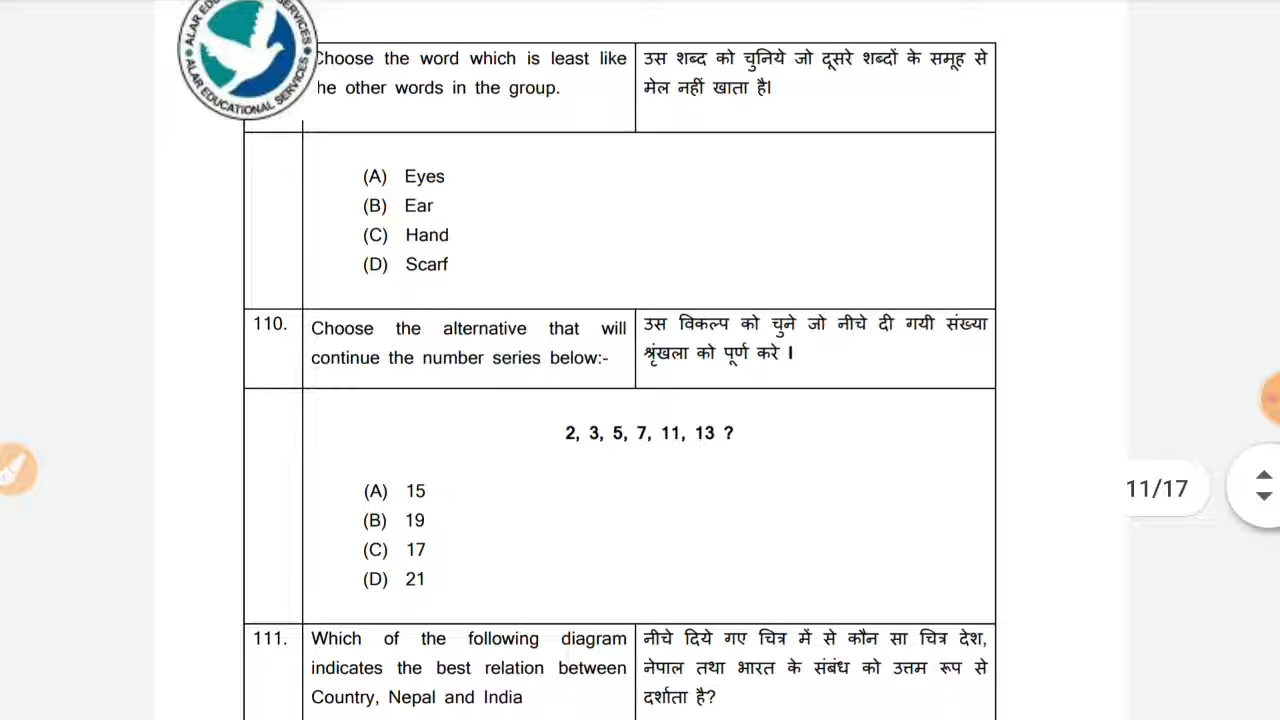 ALAR EDUCATIONAL SERVICES
Choose the word which is least like
he other words in the group.
उस शब्द को चुनिये जो दूसरे शब्दों के समूह से
मेल नहीं खाता है।
(A) Eyes
(B) Ear
(C) Hand
(D) Scarf
110.
Choose the alternative that will
continue the number series below:-
उस विकल्प को चुने जो नीचे दी गयी संख्या
श्रृंखला को पूर्ण करे ।
2, 3, 5, 7, 11, 13 ?
(A) 15
(B) 19
(C) 17
(D) 21
11/17
111.
Which of the following diagram
indicates the best relation between
Country, Nepal and India
नीचे दिये गए चित्र में से कौन सा चित्र देश,
नेपाल तथा भारत के संबंध को उत्तम रूप से
दर्शाता है?